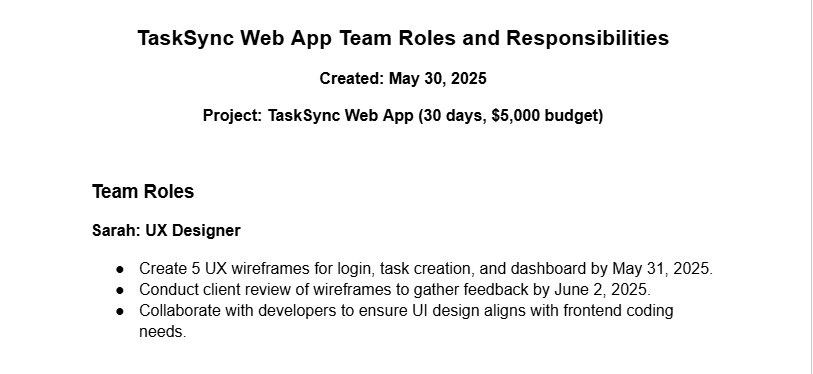 TaskSync Web App Team Roles and Responsibilities
Created: May 30, 2025
Project: TaskSync Web App (30 days, $5,000 budget)
Team Roles
Sarah: UX Designer
● Create 5 UX wireframes for login, task creation, and dashboard by May 31, 2025.
● Conduct client review of wireframes to gather feedback by June 2, 2025.
● Collaborate with developers to ensure UI design aligns with frontend coding
needs.